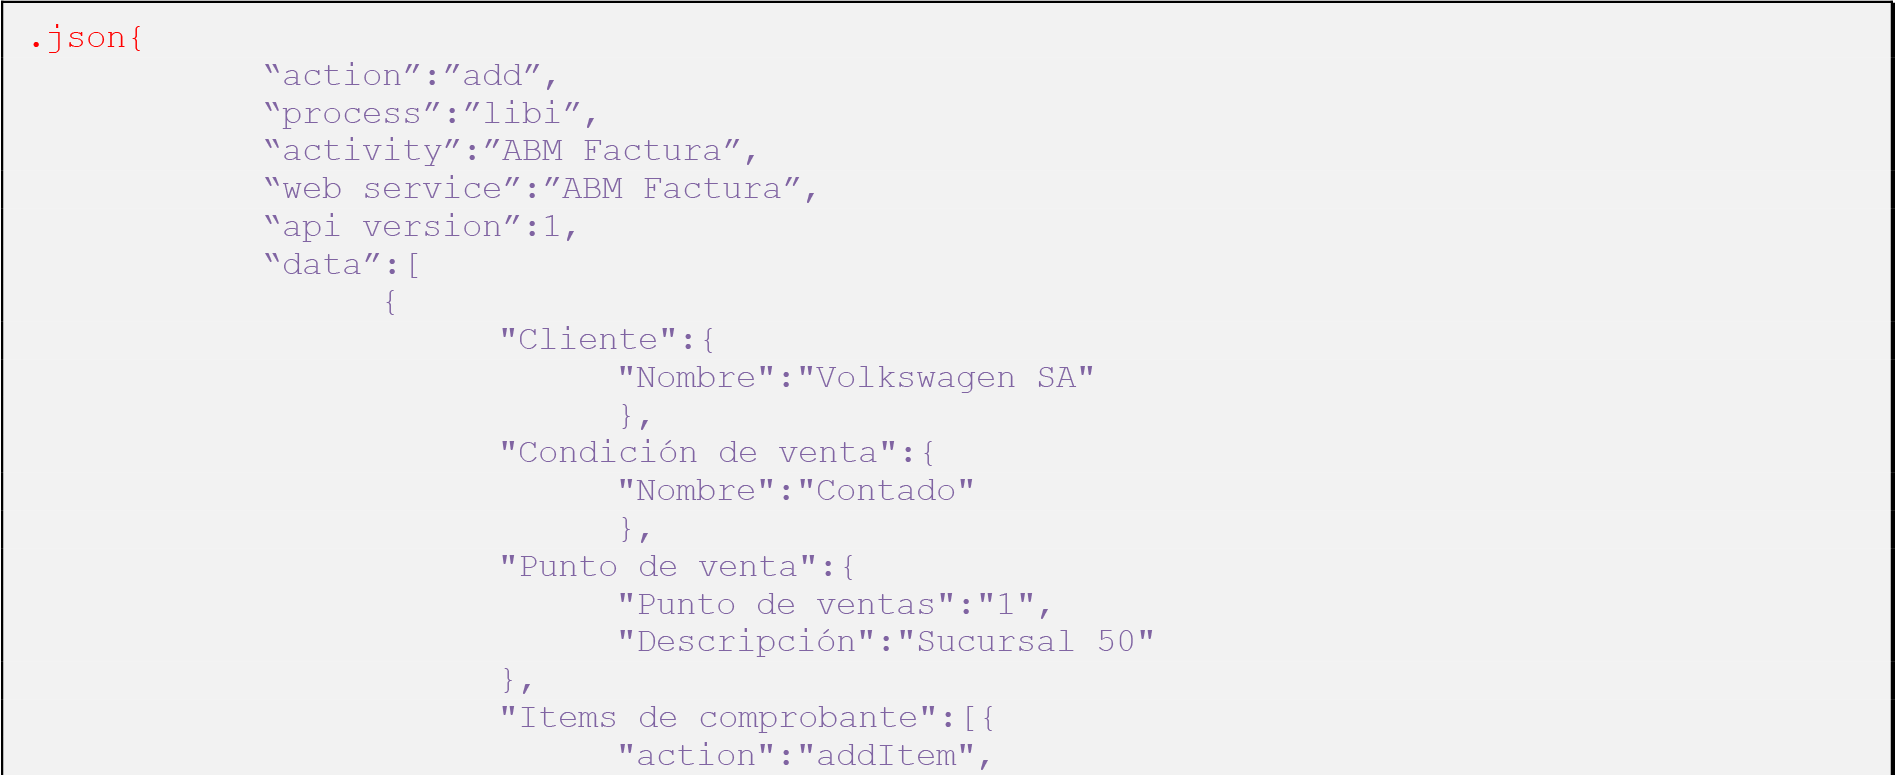 .json{
“action”:”add”,
“process”:”libi”,
“activity”:”ABM Factura”,
“web service”:”ABM Factura”,
“api version”:1,
“data”:[
{
"Cliente":{
"Nombre":"Volkswagen SA"
},
"Condición de venta":{
"Nombre":"Contado"
},
"Punto de venta":{
"Punto de ventas":"1",
"Descripción":"Sucursal 50"
},
"Items de comprobante":[{
"action":"addItem",